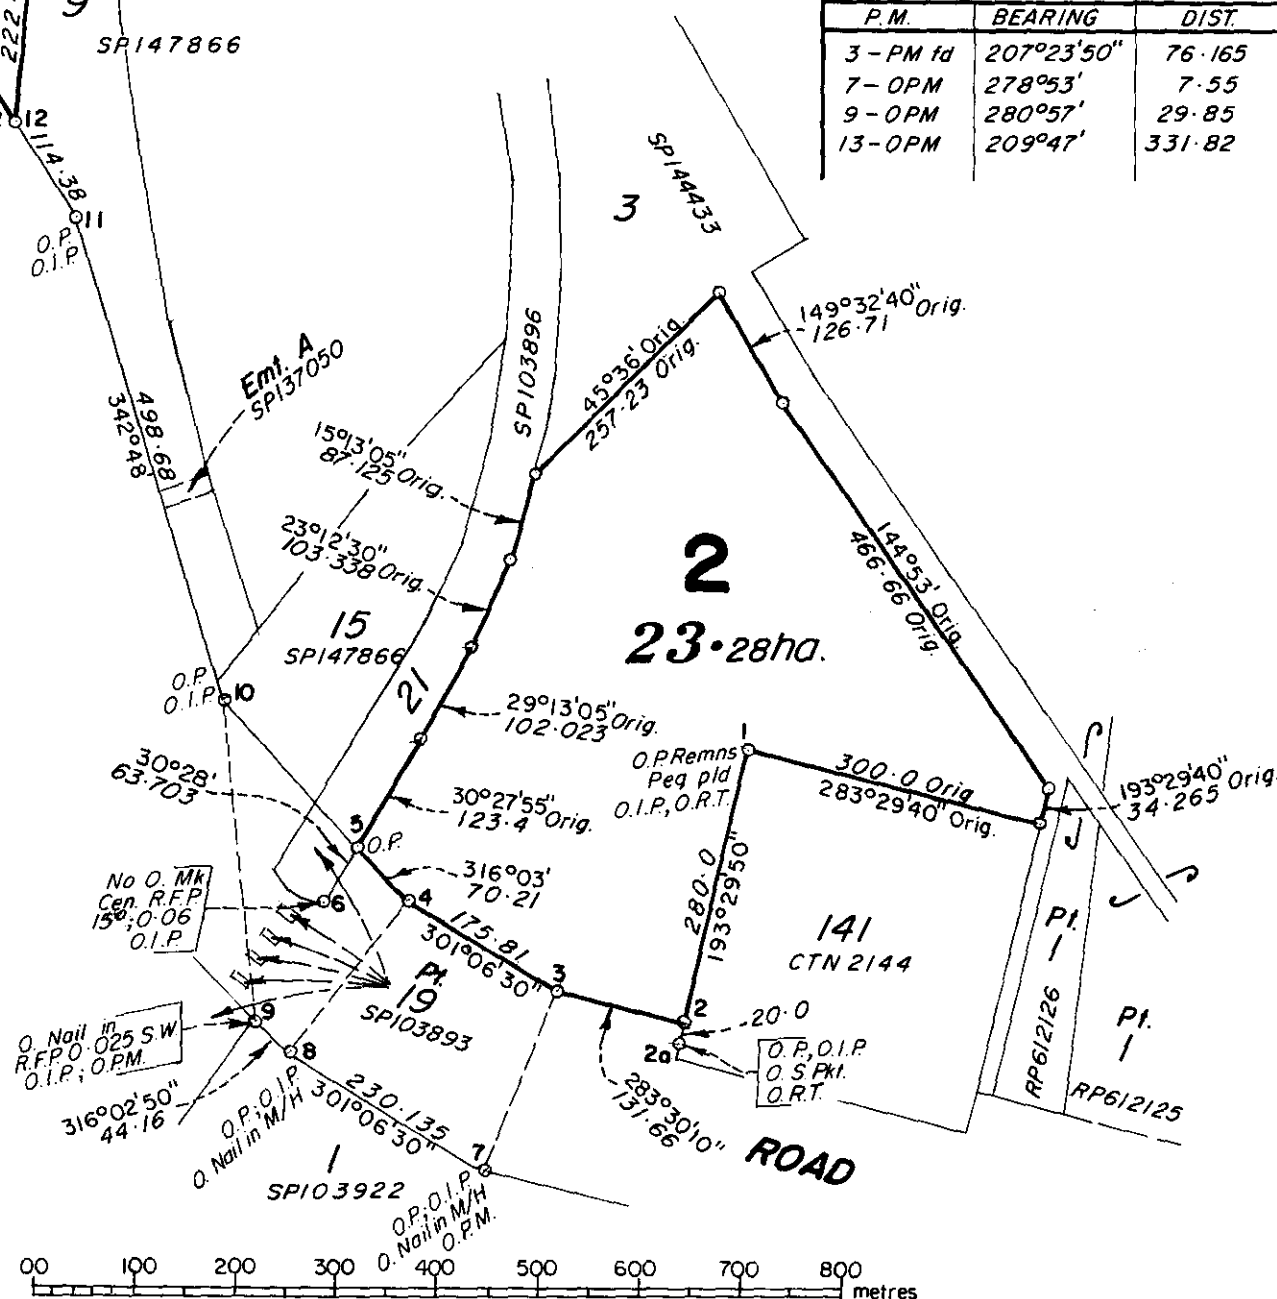 P.M. BEARING DIST.
3-PM fd 207°23'50" 76·165
7-OPM 278°53' 7·55
9-OPM 280°57' 29·85
13-OPM 209°47' 331·82
9
SP147866
222·
12
114·38
11
O.P.
O.I.P.
SP144433
3
Emt. A
SP137050
498·68
342°48'
SP103896
45°36' Orig.
257·23 Orig.
149°32'40" Orig.
126·71
15°13'05" Orig.
87·125
23°12'30"
103·338 Orig.
144°53' Orig.
466·66 Orig.
2
23·28ha.
15
SP147866
21
O.P.
O.I.P.
10
29°13'05" Orig.
102·023
30°28'
63·703
30°27'55"
123·4 Orig.
1
O.P. Remns
Peg pld
O.I.P., O.R.T.
300·0 Orig
283°29'40" Orig.
193°29'40" Orig.
34·265
5
O.P.
316°03'
70·21
No O. Mk
Cen. R.F.P.
15°; 0·06
O.I.P.
6
4
175·81
301°06'30"
280·0
193°29'50"
141
CTN 2144
Pt.
1
RP612126
Pt.
1
RP612125
Pt.
19
SP103893
3
2
20·0
2a
O.P., O.I.P.
O. S. Pkt.
O.R.T.
O. Nail in
R.F.P. 0·025 S.W
O.I.P.; O.P.M.
9
8
316°02'50"
44·16
O.P.; O.I.P.
O. Nail in M/H
230·135
301°06'30"
7
283°30'10"
131·66
ROAD
1
SP103922
O.P.; O.I.P.
O. Nail in M/H
O.P.M.
00 100 200 300 400 500 600 700 800 metres